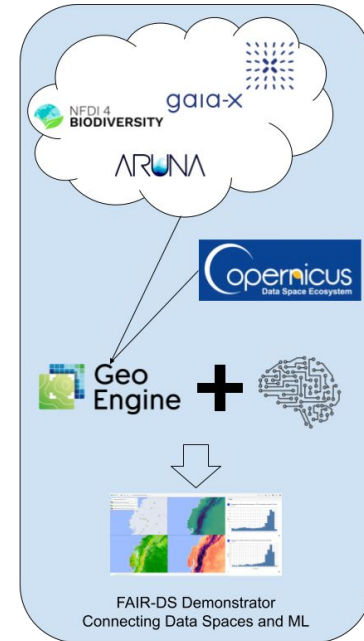 gaia-x
NFDI 4
BIODIVERSITY
ARUNA
Copernicus
Data Space Ecosystem
Geo
Engine
FAIR-DS Demonstrator
Connecting Data Spaces and ML